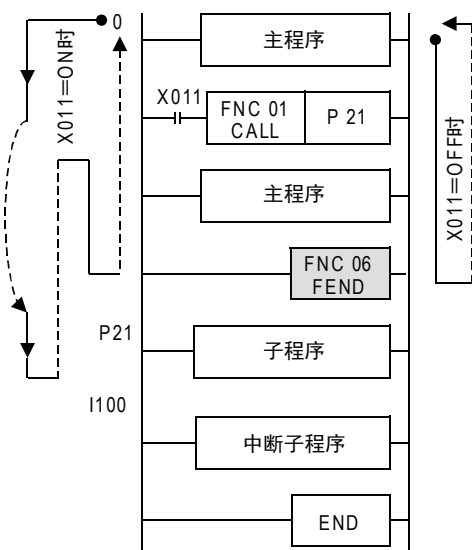 0
主程序
X011=ON时
X011
FNC 01
CALL
P 21
X011=OFF时
主程序
FNC 06
FEND
P21
子程序
I100
中断子程序
END